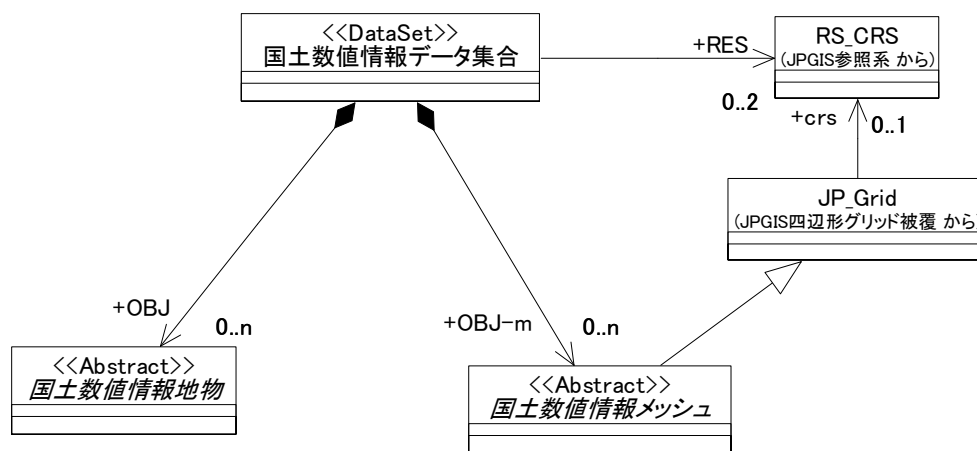 <<DataSet>>
国土数値情報データ集合
+RES
0..2
RS_CRS
(JPGIS参照系 から)
+crs
0..1
JP_Grid
(JPGIS四辺形グリッド被覆 から)
+OBJ
0..n
+OBJ-m
0..n
<<Abstract>>
国土数値情報地物
<<Abstract>>
国土数値情報メッシュ